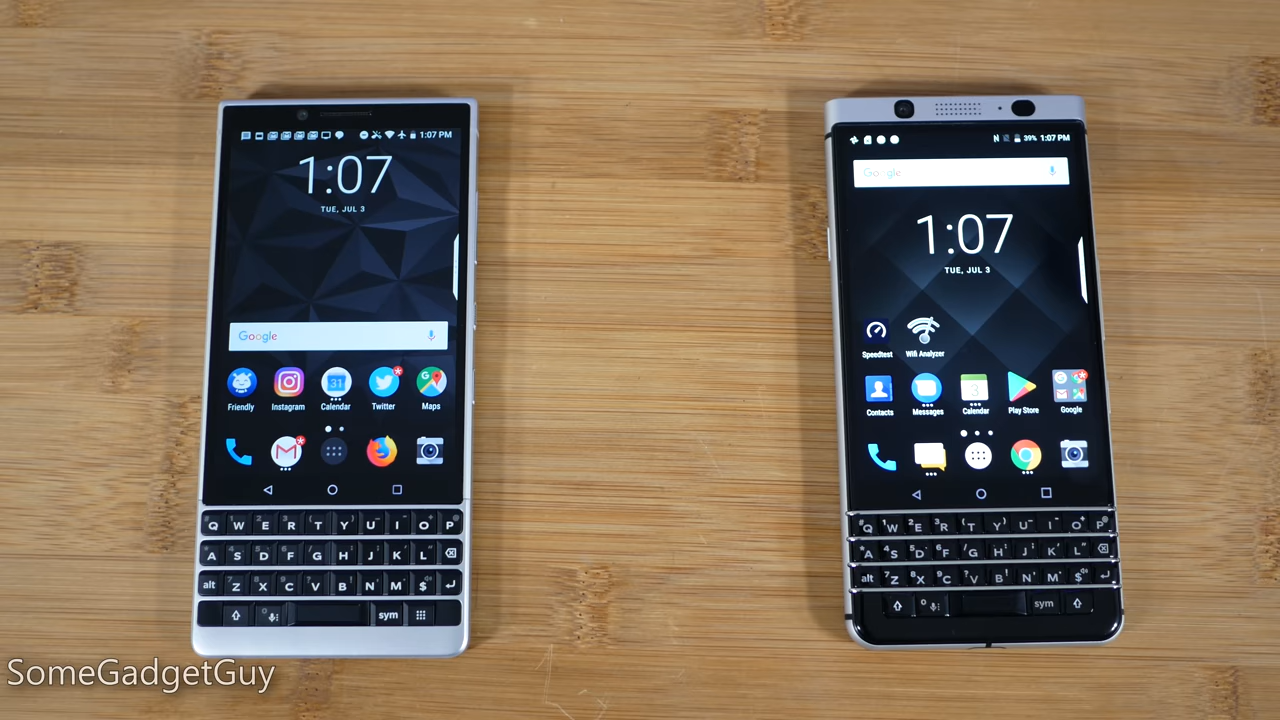 1:07 PM
1:07
TUE, JUL 3
Google
Friendly Instagram Calendar Twitter Maps
31
Q W E R T Y U I O P
A S D F G H J K L
alt Z X C V B N M $
sym
39% 1:07 PM
Google
1:07
TUE, JUL 3
Speedtest Wifi Analyzer
3
Contacts Messages Calendar Play Store Google
Q W E R T Y U I O P
A S D F G H J K L
alt Z X C V B N M $
sym
SomeGadgetGuy